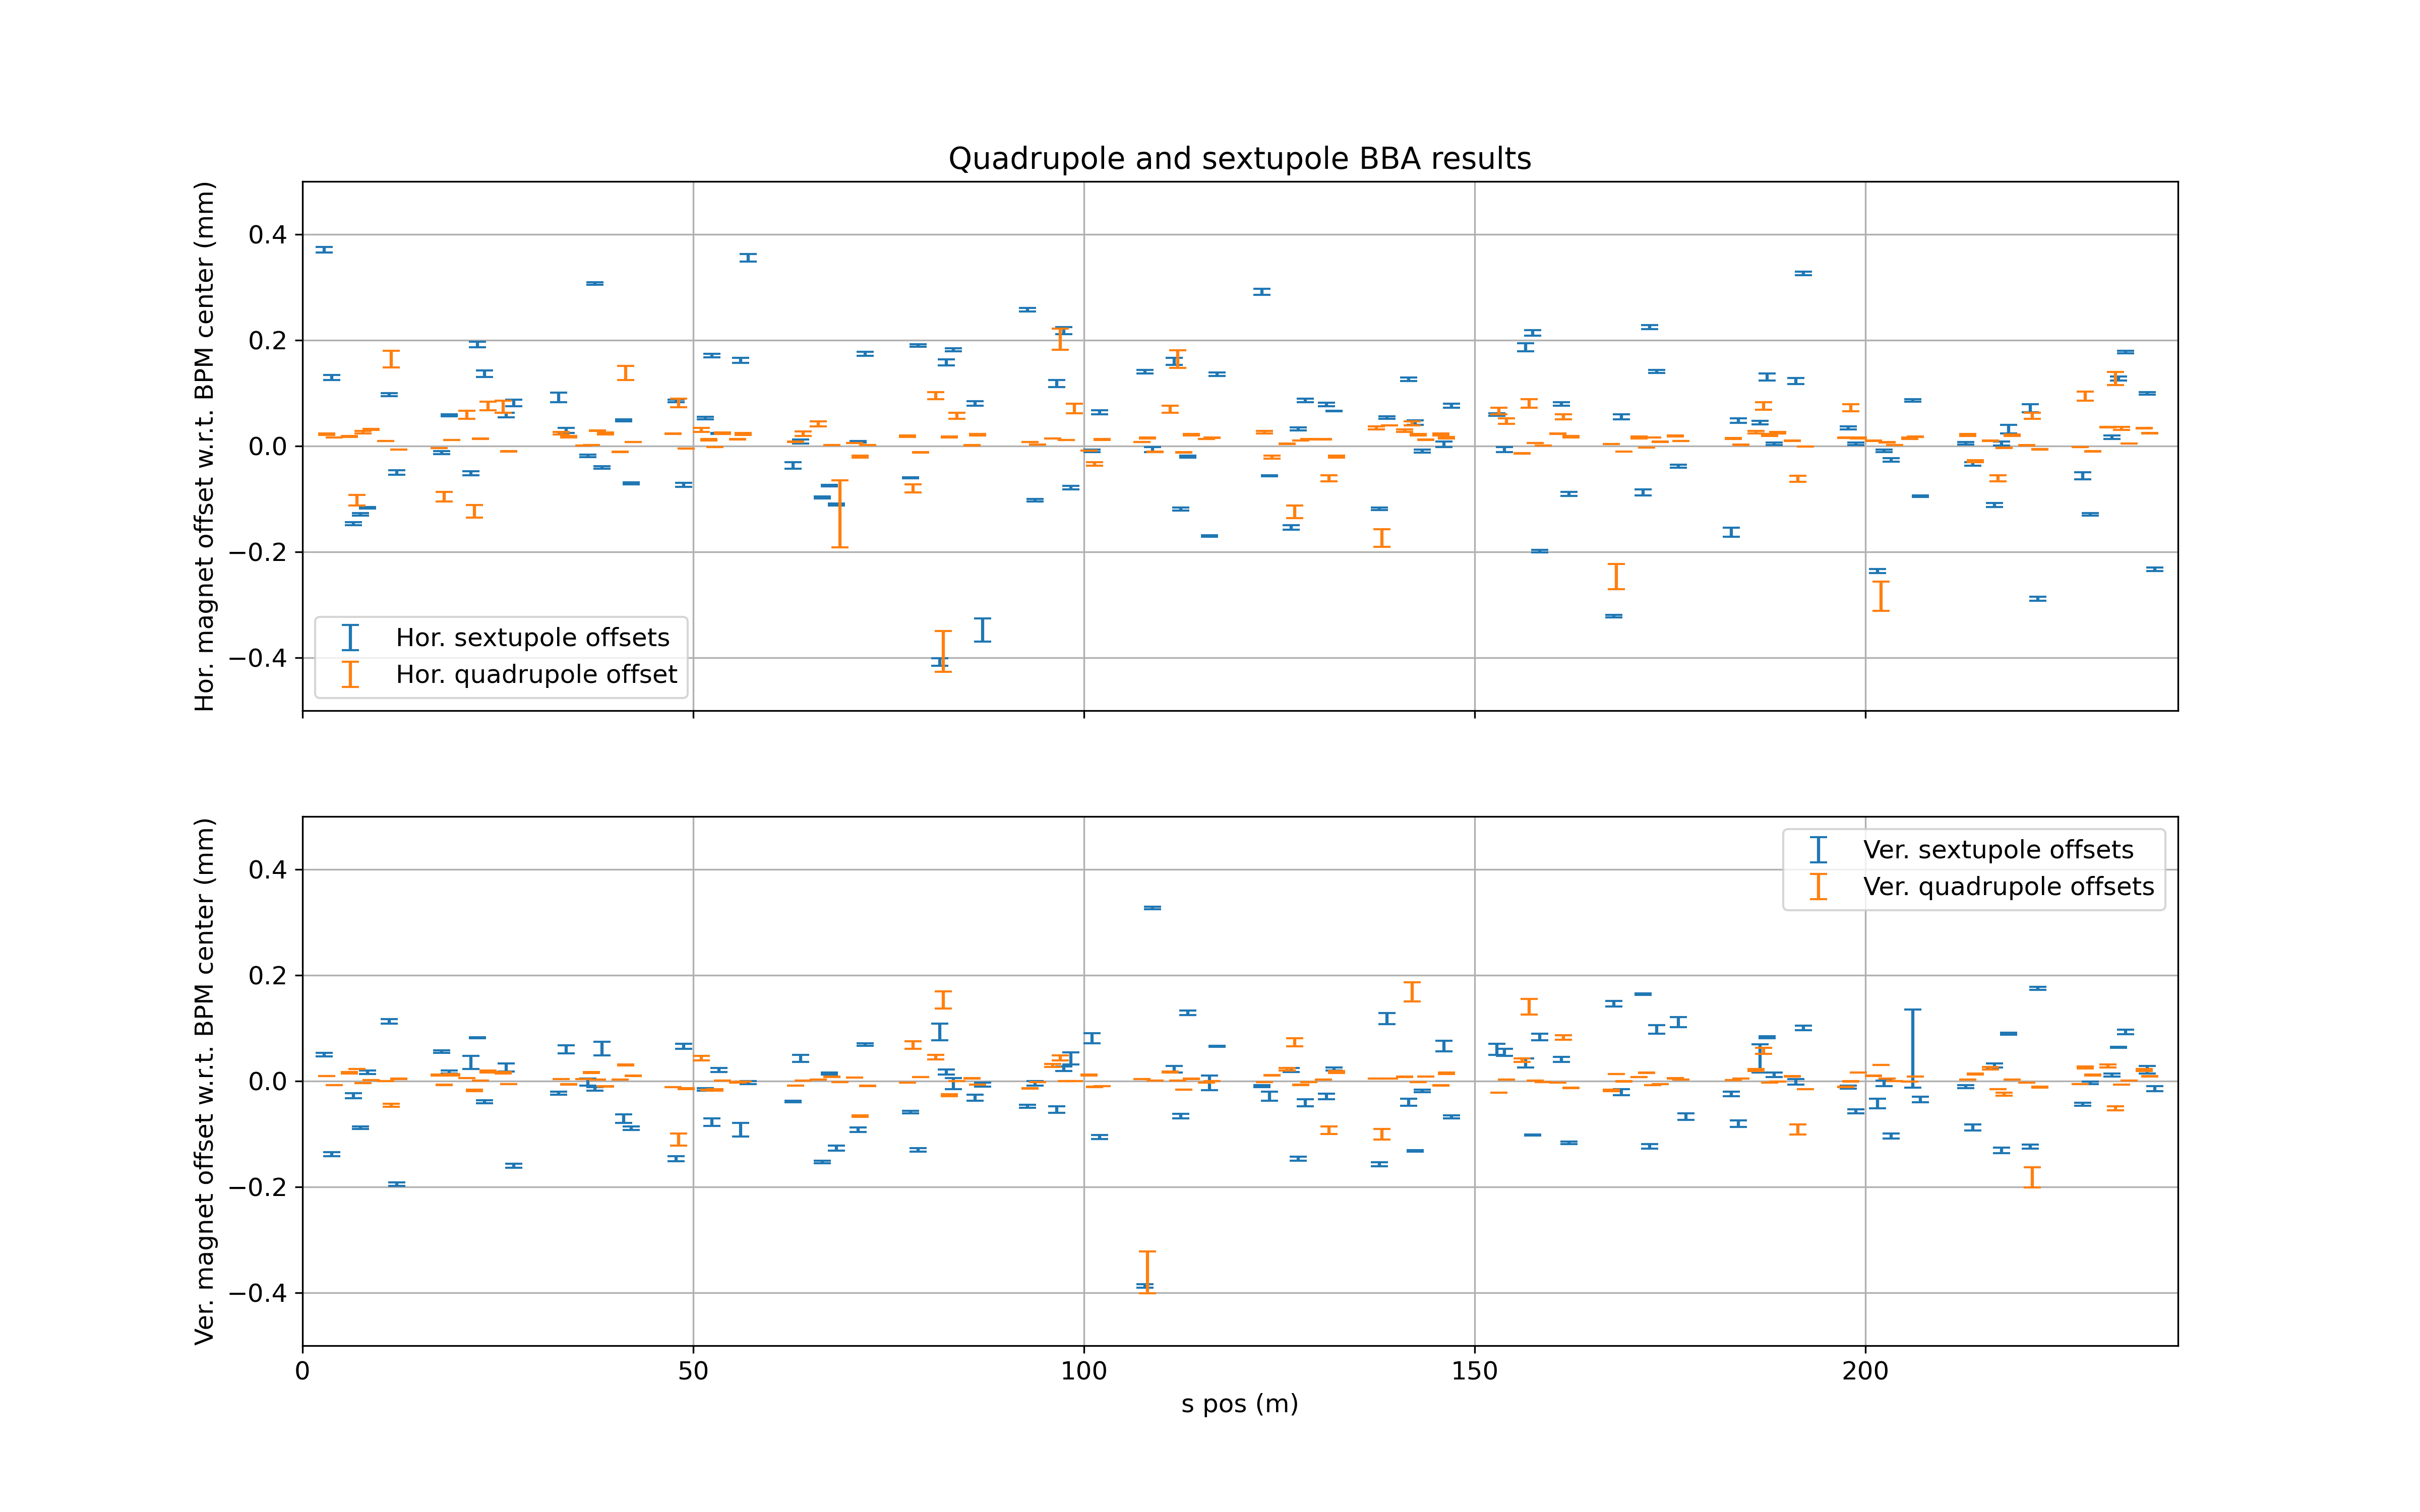 Quadrupole and sextupole BBA results
Hor. magnet offset w.r.t. BPM center (mm)
0.4
0.2
0.0
−0.2
−0.4
Hor. sextupole offsets
Hor. quadrupole offset
Ver. magnet offset w.r.t. BPM center (mm)
0.4
0.2
0.0
−0.2
−0.4
Ver. sextupole offsets
Ver. quadrupole offsets
0 50 100 150 200
s pos (m)